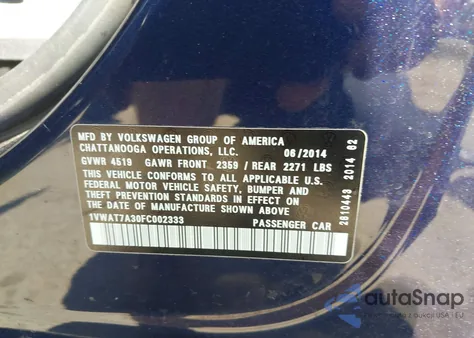 MFD BY VOLKSWAGEN GROUP OF AMERICA
CHATTANOOGA OPERATIONS, LLC. 06/2014
GVWR 4519 GAWR FRONT 2359 / REAR 2271 LBS
THIS VEHICLE CONFORMS TO ALL APPLICABLE U.S.
FEDERAL MOTOR VEHICLE SAFETY, BUMPER AND
THEFT PREVENTION STANDARDS IN EFFECT ON THE
DATE OF MANUFACTURE SHOWN ABOVE.
1VWAT7A30FC002333 PASSENGER CAR
2810443 2014 62
autoSnap